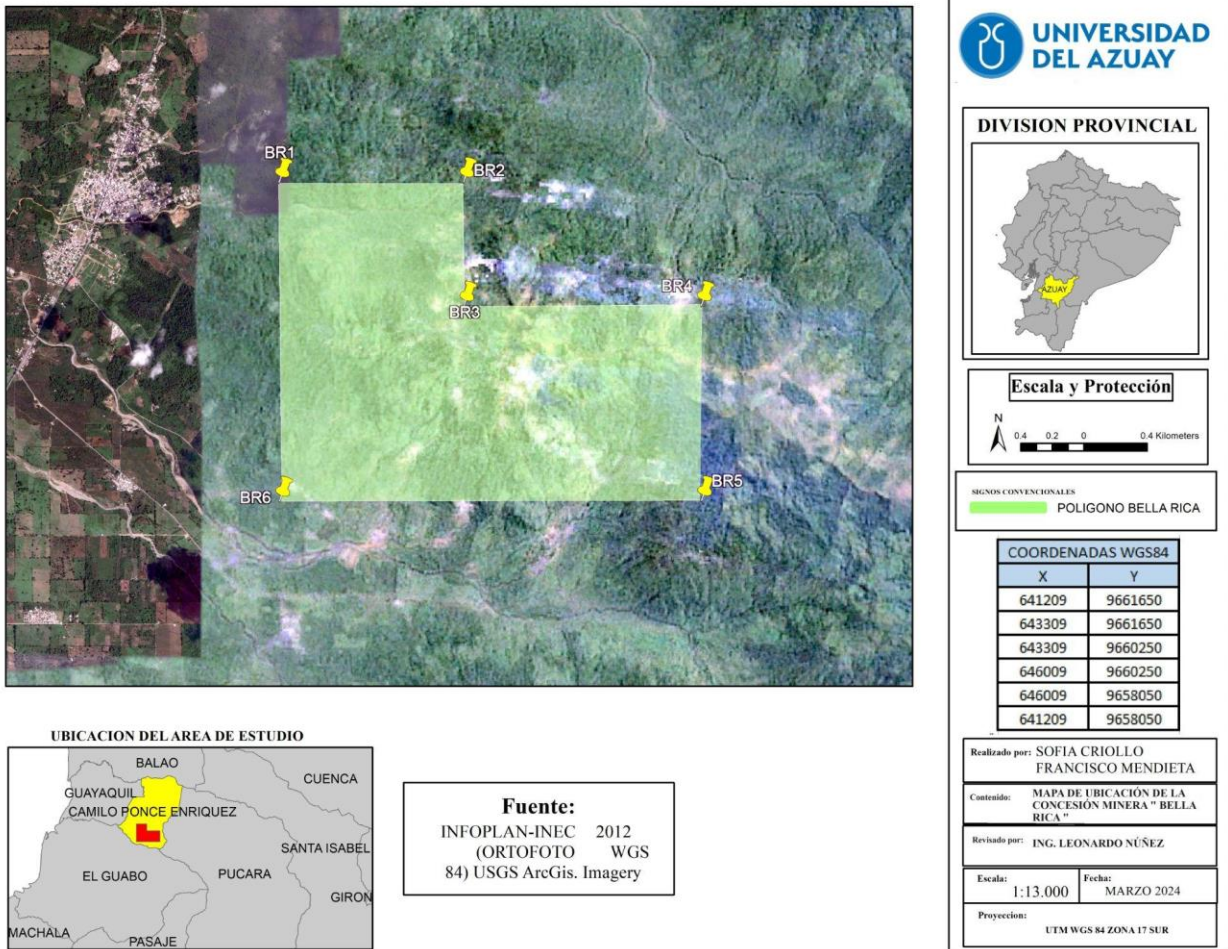 BR1
BR2
BR3
BR4
BR5
BR6
UBICACION DEL AREA DE ESTUDIO
BALAO
CUENCA
GUAYAQUIL
CAMILO PONCE ENRIQUEZ
SANTA ISABEL
EL GUABO
PUCARA
GIRON
MACHALA
PASAJE
Fuente:
INFOPLAN-INEC 2012
(ORTOFOTO WGS
84) USGS ArcGis. Imagery
UNIVERSIDAD
DEL AZUAY
DIVISION PROVINCIAL
AZUAY
Escala y Protección
N
0.4 0.2 0 0.4 Kilometers
SIGNOS CONVENCIONALES
POLIGONO BELLA RICA
COORDENADAS WGS84
X Y
641209 9661650
643309 9661650
643309 9660250
646009 9660250
646009 9658050
641209 9658050
Realizado por: SOFIA CRIOLLO
FRANCISCO MENDIETA
Contenido: MAPA DE UBICACIÓN DE LA
CONCESIÓN MINERA " BELLA
RICA "
Revisado por: ING. LEONARDO NÚÑEZ
Escala: 1:13.000
Fecha: MARZO 2024
Proyeccion:
UTM WGS 84 ZONA 17 SUR